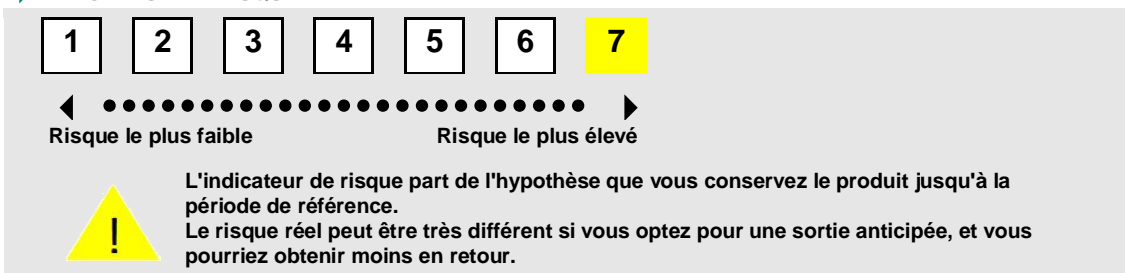 1 2 3 4 5 6 7
Risque le plus faible Risque le plus élevé
L'indicateur de risque part de l'hypothèse que vous conservez le produit jusqu'à la
période de référence.
Le risque réel peut être très différent si vous optez pour une sortie anticipée, et vous
pourriez obtenir moins en retour.
!